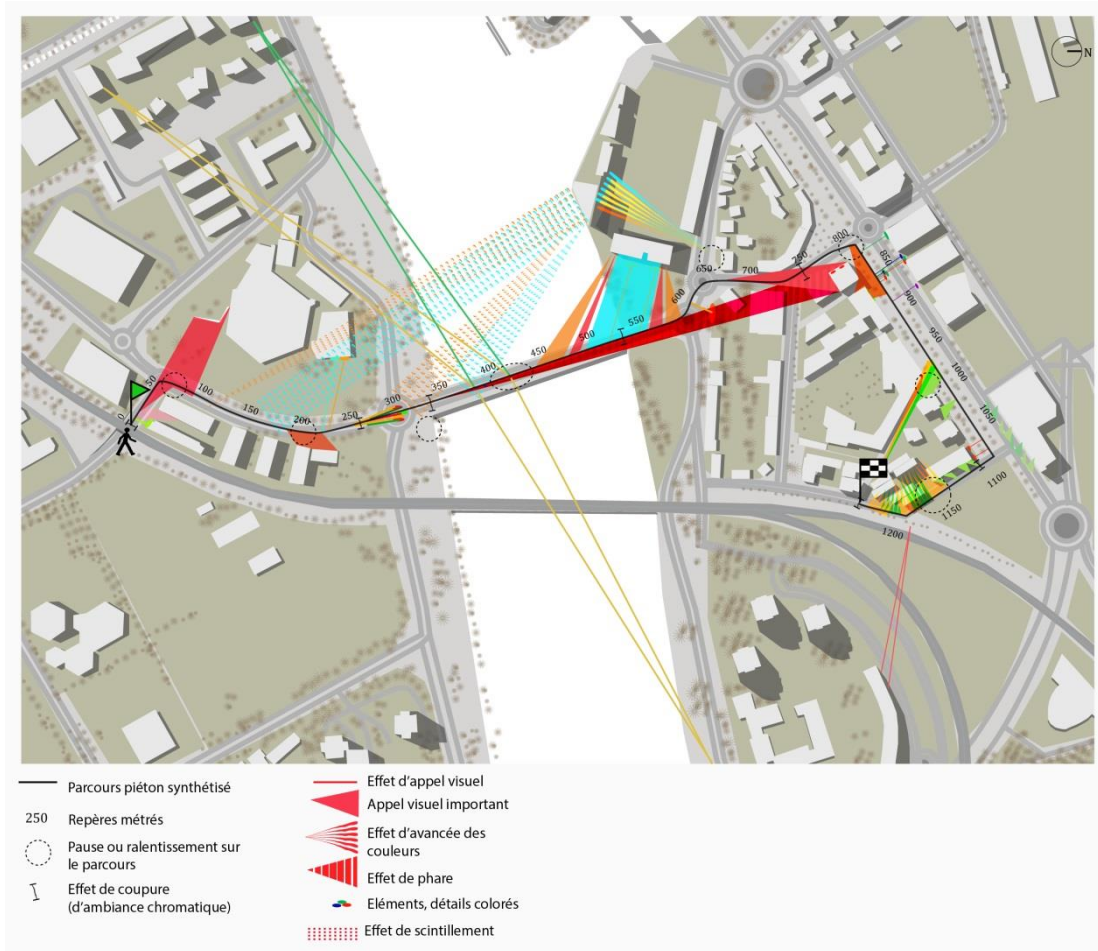 N
0
50
100
150
200
250
300
350
400
450
500
550
600
650
700
250
800
850
900
950
1000
1050
1100
1150
1200
Parcours piéton synthétisé
250 Repères métrés
Pause ou ralentissement sur
le parcours
Effet de coupure
(d'ambiance chromatique)
Effet d'appel visuel
Appel visuel important
Effet d'avancée des
couleurs
Effet de phare
Eléments, détails colorés
Effet de scintillement